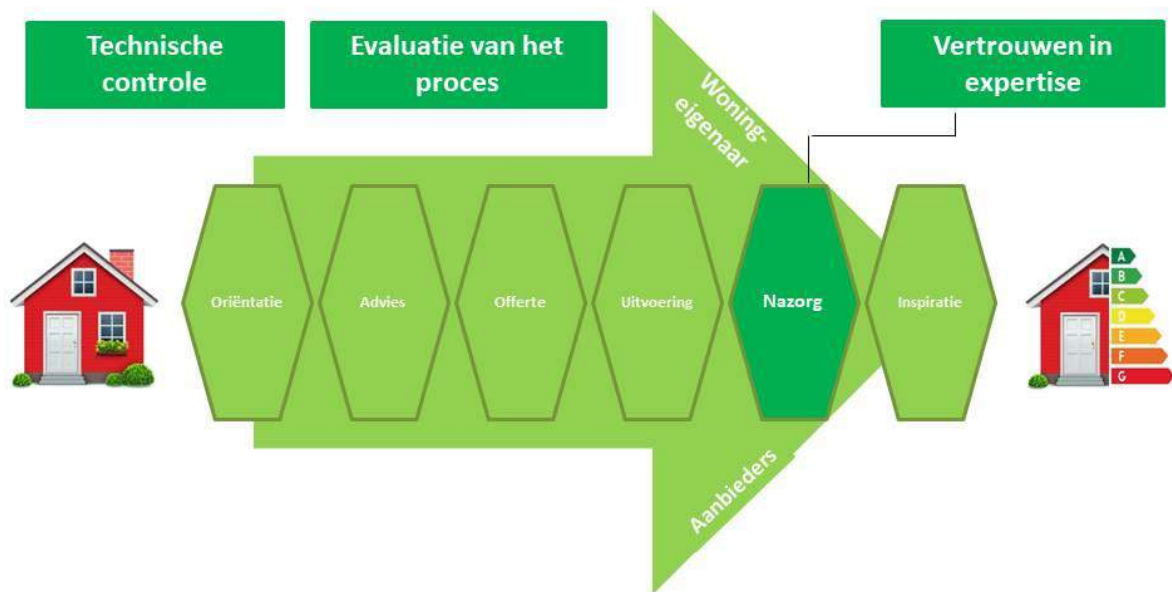 Technische
controle
Evaluatie van het
proces
Vertrouwen in
expertise
Woning-
eigenaar
Oriëntatie
Advies
Offerte
Uitvoering
Nazorg
Inspiratie
A
B
C
D
E
F
G
Aanbieders